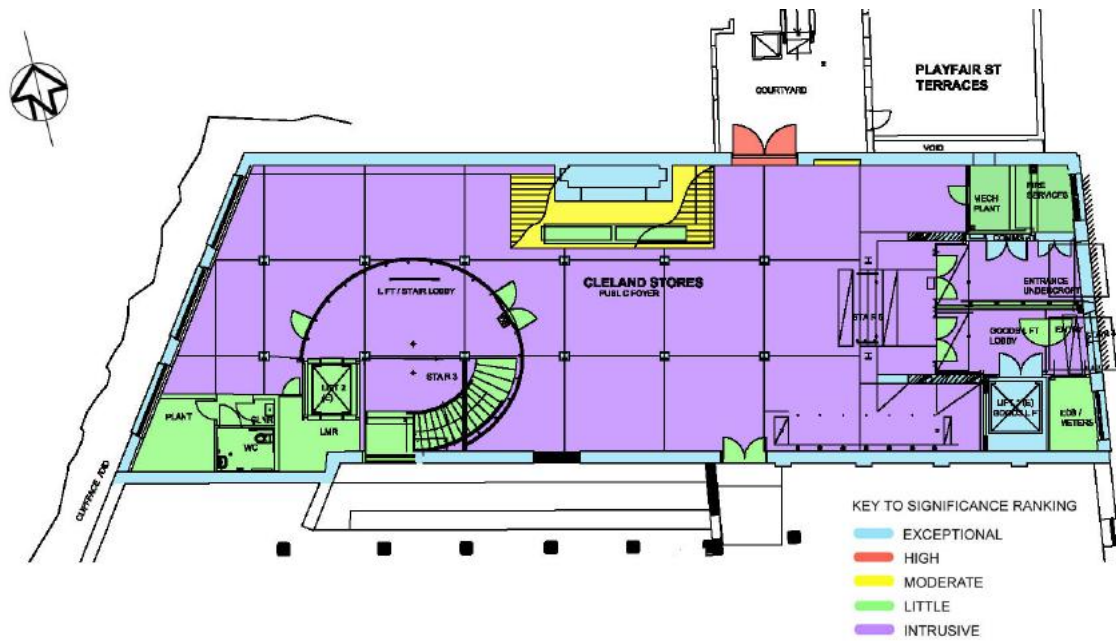 PLAYFAIR ST
TERRACES
COURTYARD
VOID
MECH
PLANT
FIRE
SERVICES
LIFT / STAIR LOBBY
CLELAND STORES
PUBLIC FOYER
ENTRANCE
UNDERCROFT
GOODS LIFT
LOBBY
ENTRY
STAIR 3
LIFT 2
PLANT
WC
LMR
GOODS LIFT
EDB /
METERS
CLIFFFACE
KEY TO SIGNIFICANCE RANKING
EXCEPTIONAL
HIGH
MODERATE
LITTLE
INTRUSIVE